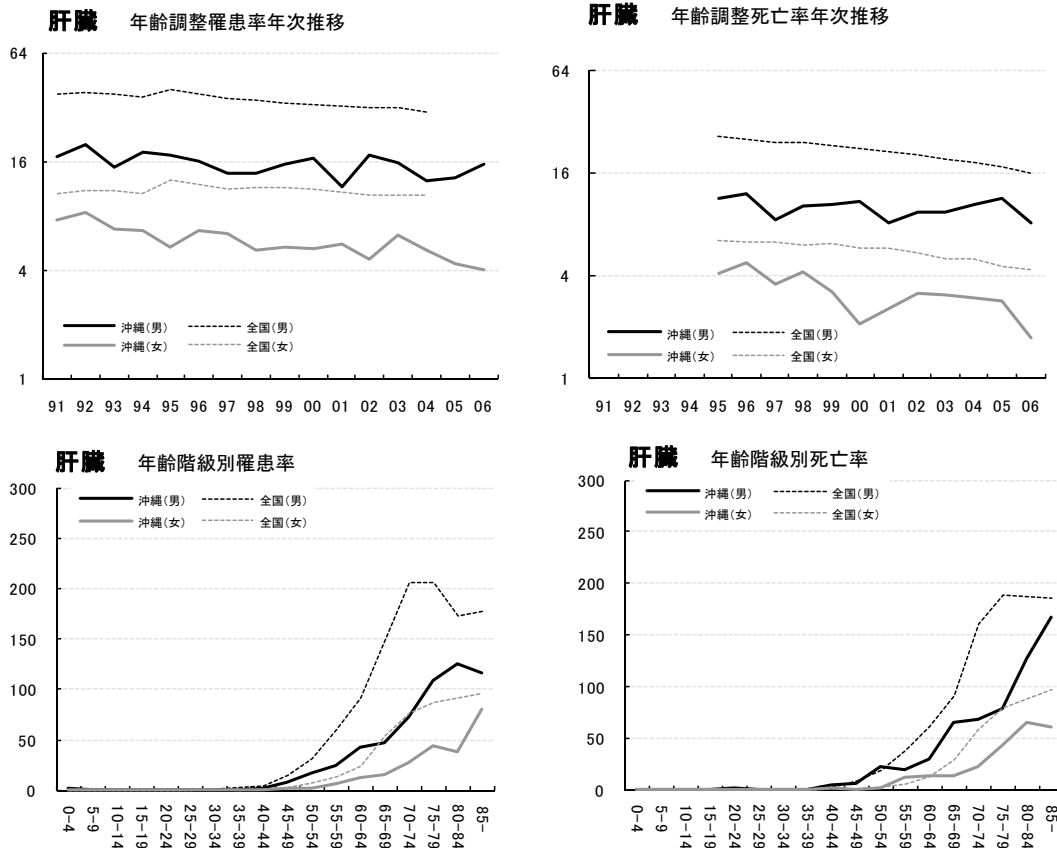 肝臓 年齢調整罹患率年次推移
64
16
4
1
沖縄(男) 全国(男)
沖縄(女) 全国(女)
91 92 93 94 95 96 97 98 99 00 01 02 03 04 05 06
肝臓 年齢調整死亡率年次推移
64
16
4
1
沖縄(男) 全国(男)
沖縄(女) 全国(女)
91 92 93 94 95 96 97 98 99 00 01 02 03 04 05 06
肝臓 年齢階級別罹患率
300
250
200
150
100
50
0
沖縄(男) 全国(男)
沖縄(女) 全国(女)
0-4 5-9 10-14 15-19 20-24 25-29 30-34 35-39 40-44 45-49 50-54 55-59 60-64 65-69 70-74 75-79 80-84 85-
肝臓 年齢階級別死亡率
300
250
200
150
100
50
0
沖縄(男) 全国(男)
沖縄(女) 全国(女)
0-4 5-9 10-14 15-19 20-24 25-29 30-34 35-39 40-44 45-49 50-54 55-59 60-64 65-69 70-74 75-79 80-84 85-